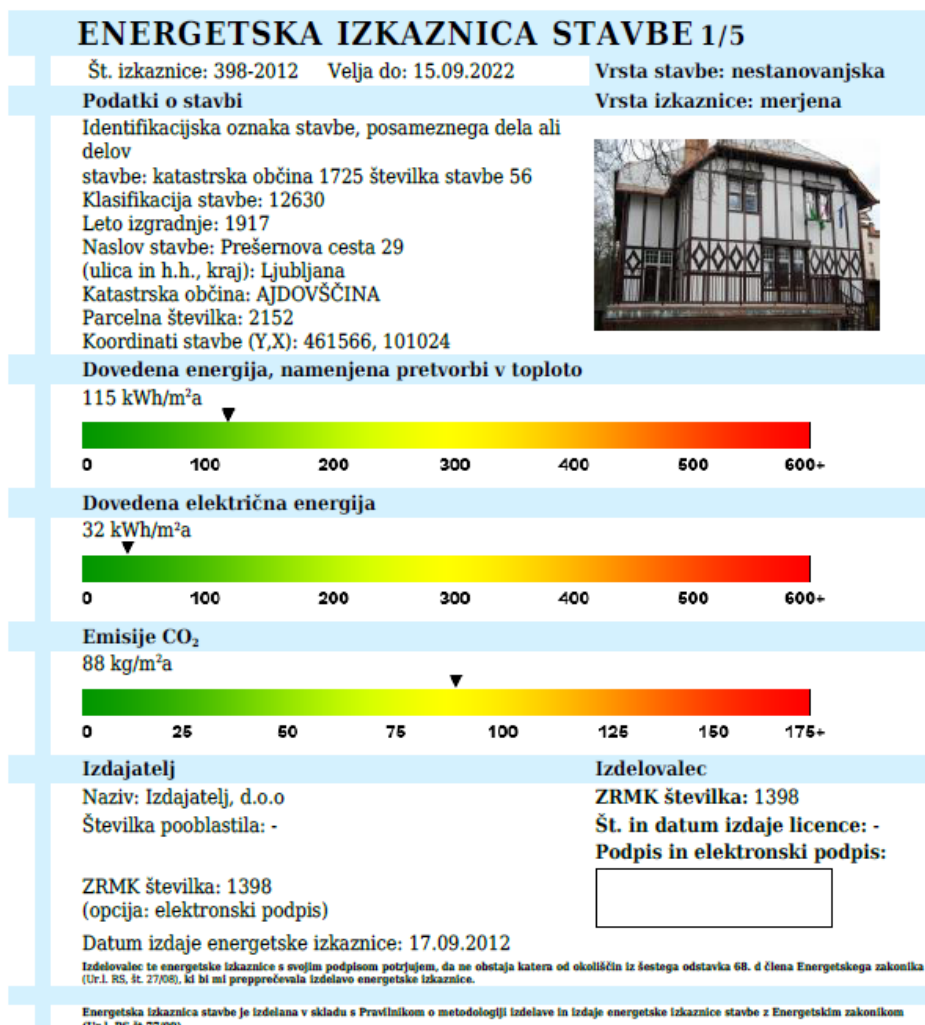 ENERGETSKA IZKAZNICA STAVBE 1/5
Št. izkaznice: 398-2012 Velja do: 15.09.2022 Vrsta stavbe: nestanovanjska
Podatki o stavbi Vrsta izkaznice: merjena
Identifikacijska oznaka stavbe, posameznega dela ali
delov
stavbe: katastrska občina 1725 številka stavbe 56
Klasifikacija stavbe: 12630
Leto izgradnje: 1917
Naslov stavbe: Prešernova cesta 29
(ulica in h.h., kraj): Ljubljana
Katastrska občina: AJDOVŠČINA
Parcelna številka: 2152
Koordinati stavbe (Y,X): 461566, 101024
Dovedena energija, namenjena pretvorbi v toploto
115 kWh/m²a
0 100 200 300 400 500 600+
Dovedena električna energija
32 kWh/m²a
0 100 200 300 400 500 600+
Emisije CO₂
88 kg/m²a
0 25 50 75 100 125 150 175+
Izdajatelj Izdelovalec
Naziv: Izdajatelj, d.o.o ZRMK številka: 1398
Številka pooblastila: - Št. in datum izdaje licence: -
Podpis in elektronski podpis:
ZRMK številka: 1398
(opcija: elektronski podpis)
Datum izdaje energetske izkaznice: 17.09.2012
Izdelovalec te energetske izkaznice s svojim podpisom potrjujem, da ne obstaja katera od okoliščin iz šestega odstavka 68. d člena Energetskega zakonika
(Ur.l. RS, št. 27/08), ki bi mi prepprečevala izdelavo energetske izkaznice.
Energetska izkaznica stavbe je izdelana v skladu s Pravilnikom o metodologiji izdelave in izdaje energetske izkaznice stavbe z Energetskim zakonikom